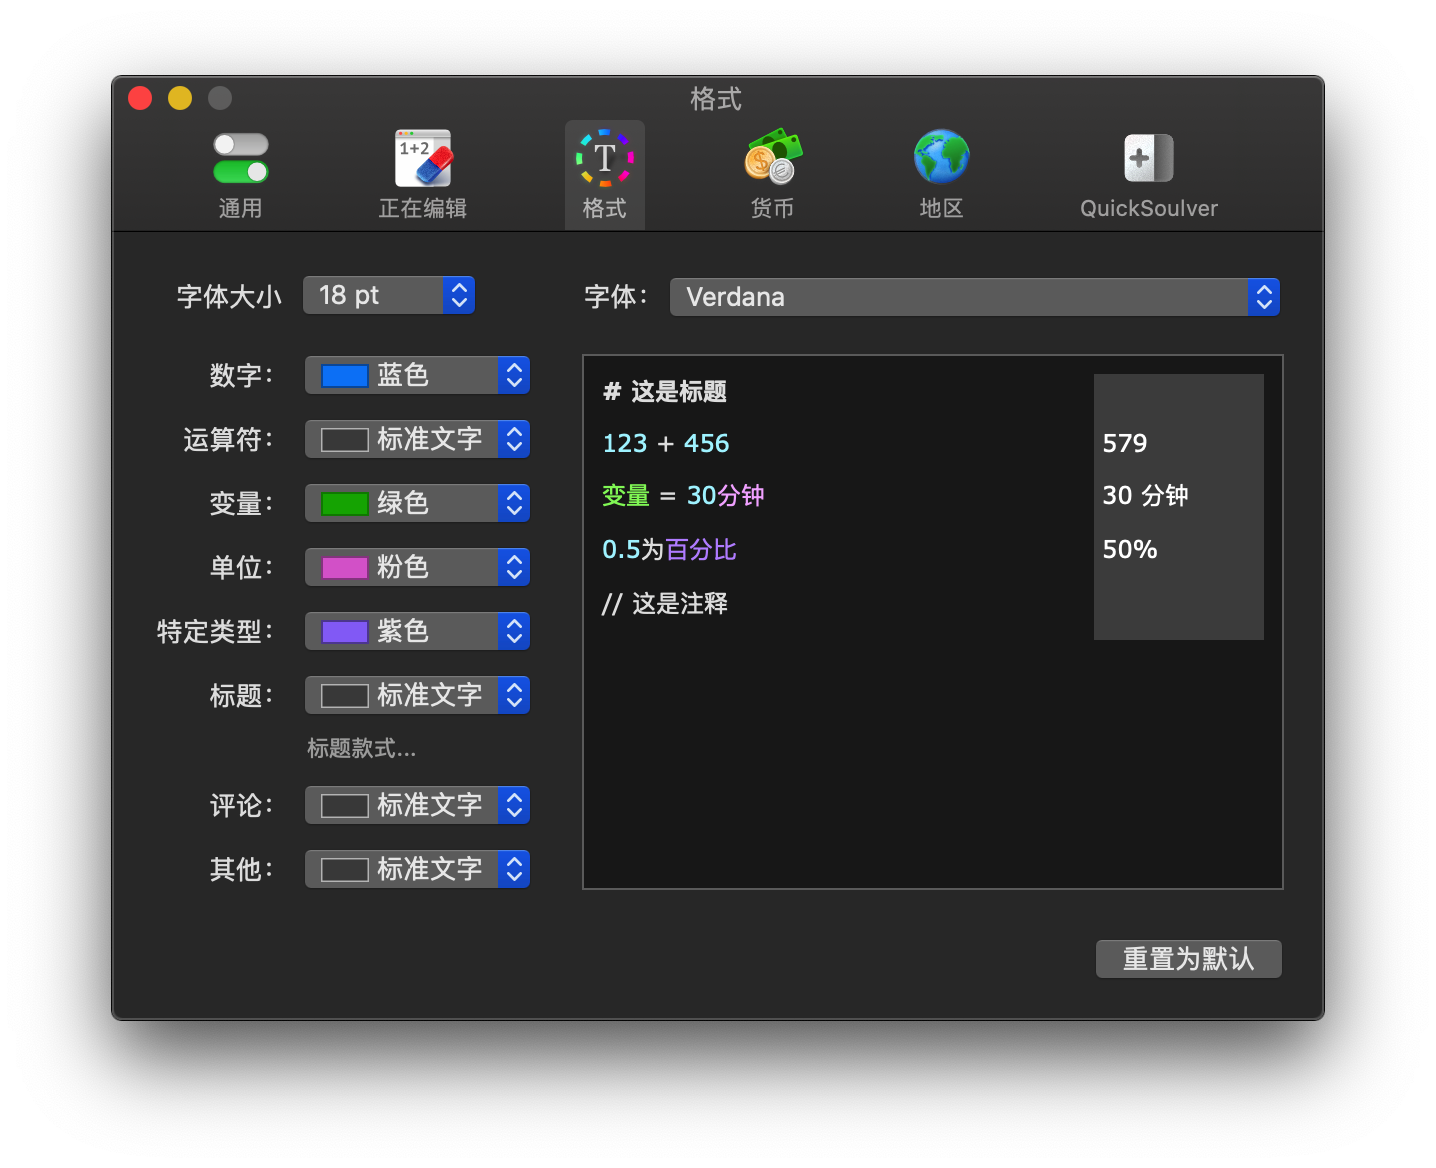 格式
1+2
T
通用
正在编辑
格式
货币
地区
QuickSoulver
字体大小 18 pt
字体： Verdana
数字： 蓝色
运算符： 标准文字
变量： 绿色
单位： 粉色
特定类型： 紫色
标题： 标准文字
标题款式...
评论： 标准文字
其他： 标准文字
# 这是标题
123 + 456 579
变量 = 30分钟 30 分钟
0.5为百分比 50%
// 这是注释
重置为默认